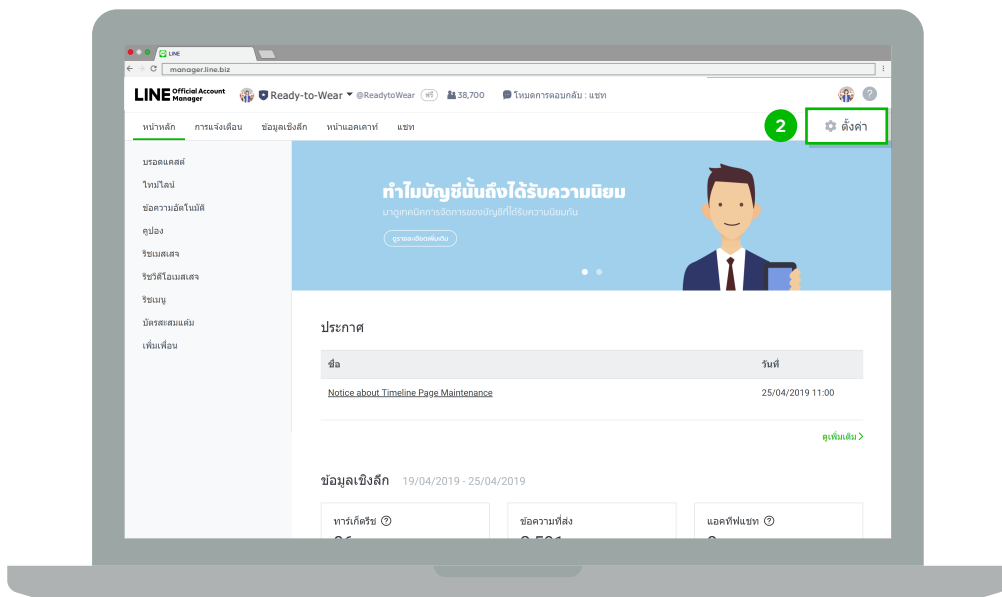 LINE
manager.line.biz
LINE Official Account Manager
Ready-to-Wear @ReadytoWear ฟรี 38,700 โหมดการตอบกลับ : แชท
?
หน้าหลัก การแจ้งเตือน ข้อมูลเชิงลึก หน้าแอคเคาท์ แชท
2 ตั้งค่า
บรอดแคสต์
ไทม์ไลน์
ข้อความอัตโนมัติ
คูปอง
ริชเมสเสจ
ริชวิดีโอเมสเสจ
ริชเมนู
บัตรสะสมแต้ม
เพิ่มเพื่อน
ทำไมบัญชีนั้นถึงได้รับความนิยม
มาดูเทคนิคการจัดการของบัญชีที่ได้รับความนิยมกัน
ดูรายละเอียดเพิ่มเติม
ประกาศ
ชื่อ วันที่
Notice about Timeline Page Maintenance 25/04/2019 11:00
ดูเพิ่มเติม
ข้อมูลเชิงลึก 19/04/2019 - 25/04/2019
ทาร์เก็ตรีช ? ข้อความที่ส่ง แอคทีฟแชท ?